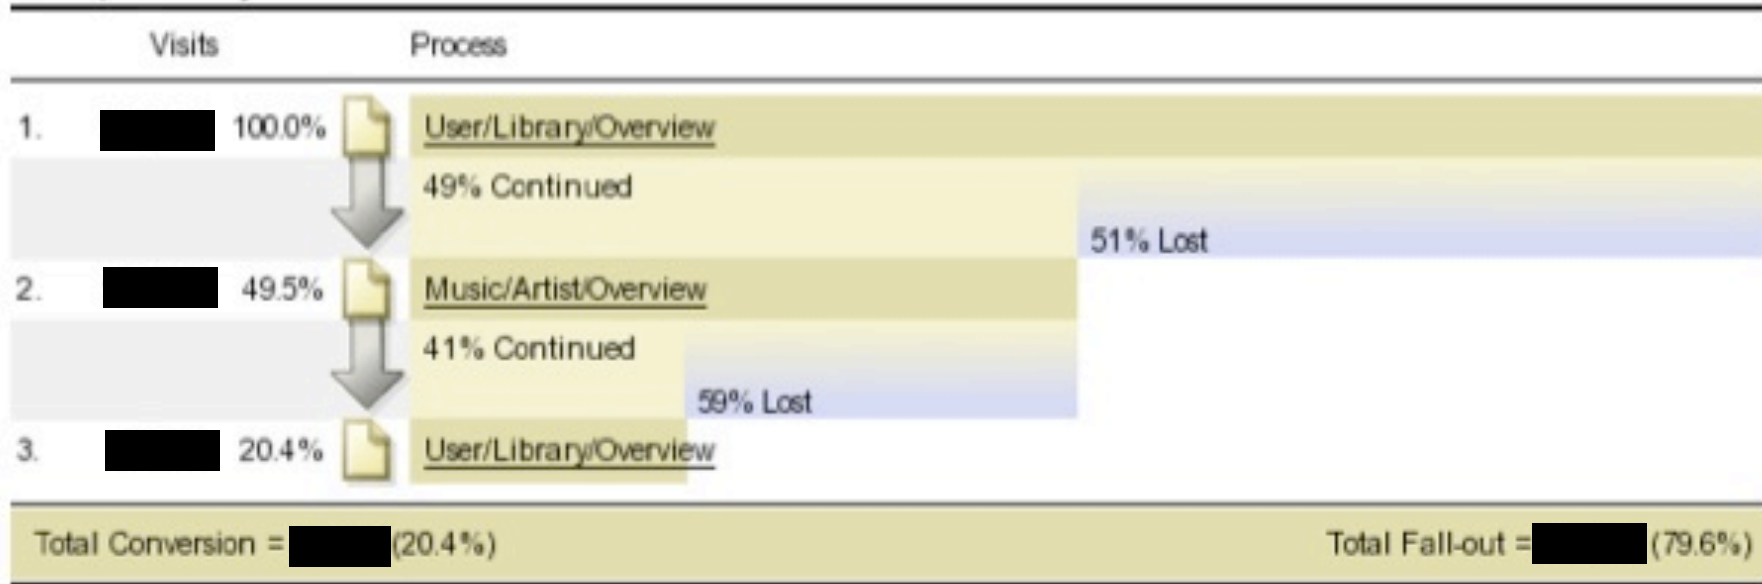 Visits Process
1. 100.0% User/Library/Overview
49% Continued
51% Lost
2. 49.5% Music/Artist/Overview
41% Continued
59% Lost
3. 20.4% User/Library/Overview
Total Conversion = (20.4%) Total Fall-out = (79.6%)